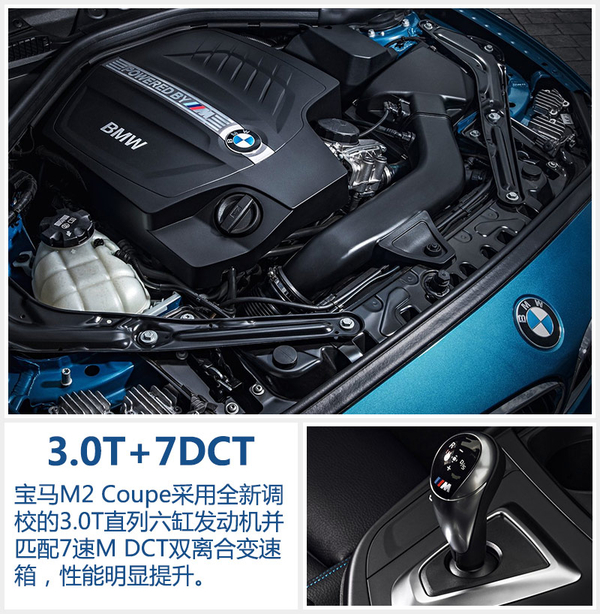 POWERED BY M
BMW
BMW
BMW
3.0T+7DCT
宝马M2 Coupe采用全新调
校的3.0T直列六缸发动机并
匹配7速M DCT双离合变速
箱，性能明显提升。
M